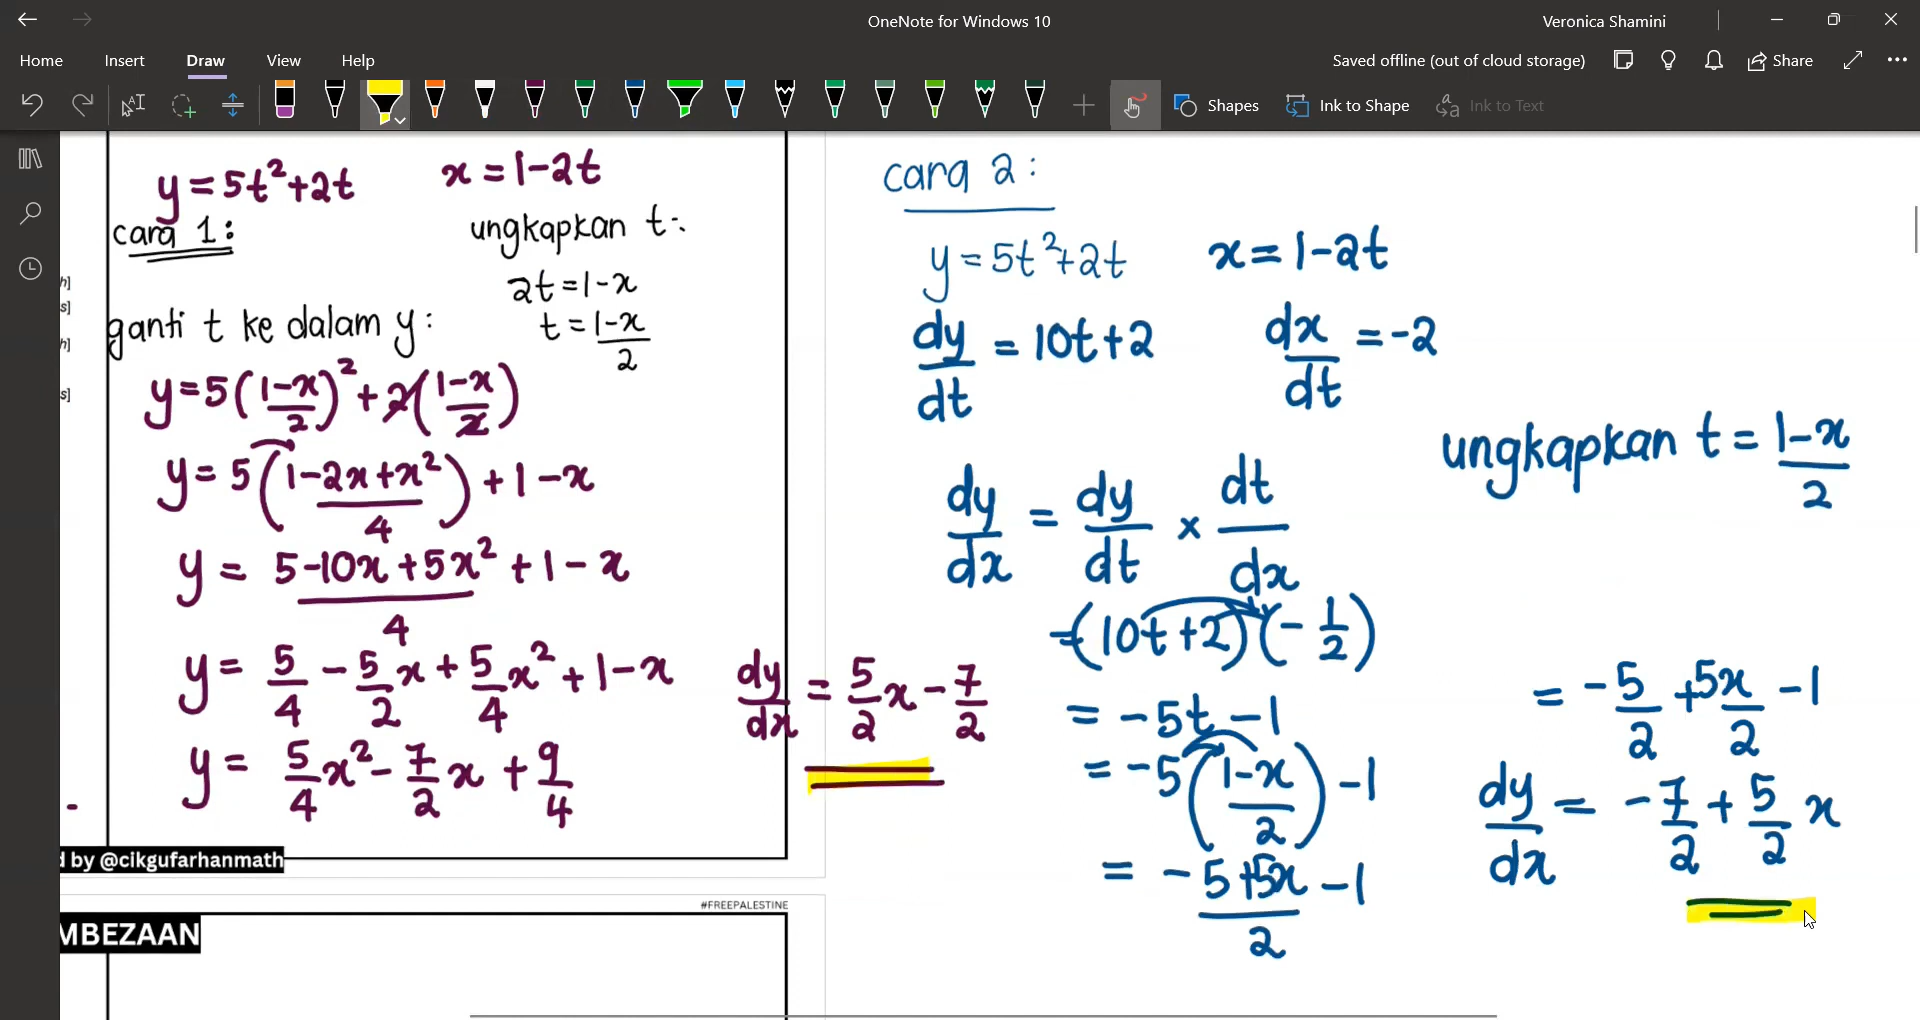 OneNote for Windows 10
Veronica Shamini
Home Insert Draw View Help
Saved offline (out of cloud storage)
Share
Shapes
Ink to Shape
Ink to Text
y = 5t² + 2t
x = 1 - 2t
cara 1:
ungkapkan t:
2t = 1 - x
t = (1 - x)/2
h]
s]
h]
s]
ganti t ke dalam y:
y = 5((1 - x)/2)² + 2((1 - x)/2)
y = 5((1 - 2x + x²)/4) + 1 - x
y = (5 - 10x + 5x²)/4 + 1 - x
y = 5/4 - 5/2 x + 5/4 x² + 1 - x
y = 5/4 x² - 7/2 x + 9/4
dy/dx = 5/2 x - 7/2
d by @cikgufarhanmath
#FREEPALESTINE
MBEZAAN
cara 2:
y = 5t² + 2t
x = 1 - 2t
dy/dt = 10t + 2
dx/dt = -2
ungkapkan t = (1 - x)/2
dy/dx = dy/dt × dt/dx
= (10t + 2)(- 1/2)
= -5t - 1
= -5((1 - x)/2) - 1
= (-5 + 5x)/2 - 1
= -5/2 + 5x/2 - 1
dy/dx = -7/2 + 5/2 x